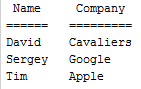 Name Company
====== =========
David Cavaliers
Sergey Google
Tim Apple